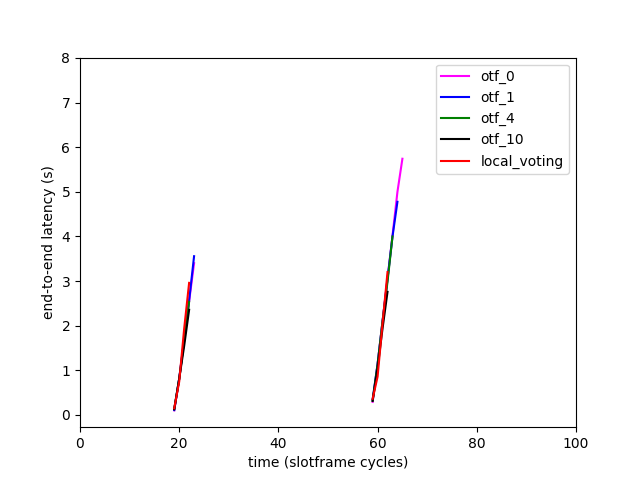 8
7
6
5
4
3
2
1
0
end-to-end latency (s)
otf_0
otf_1
otf_4
otf_10
local_voting
0 20 40 60 80 100
time (slotframe cycles)